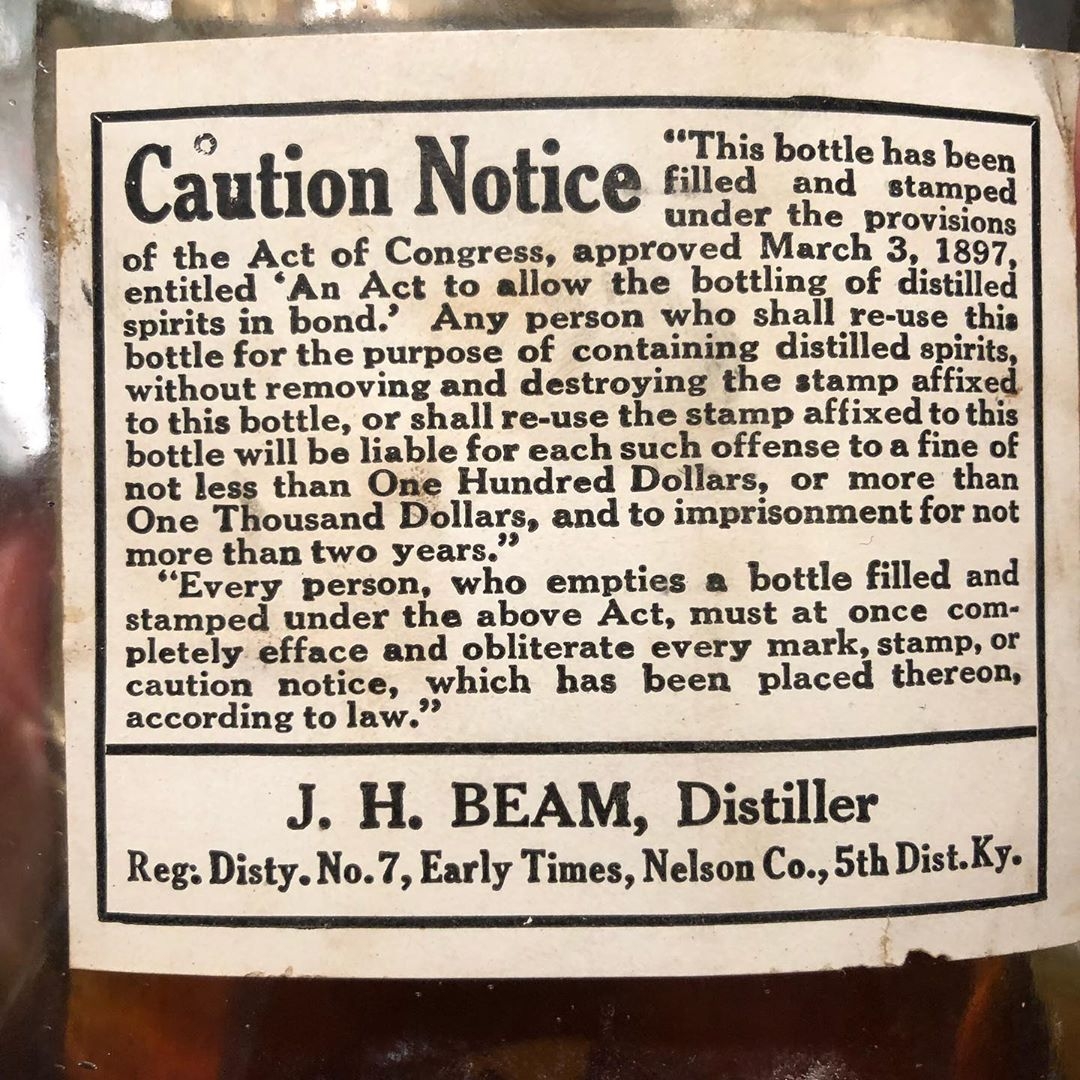 Caution Notice
“This bottle has been
filled and stamped
under the provisions
of the Act of Congress, approved March 3, 1897,
entitled ‘An Act to allow the bottling of distilled
spirits in bond.’ Any person who shall re-use this
bottle for the purpose of containing distilled spirits,
without removing and destroying the stamp affixed
to this bottle, or shall re-use the stamp affixed to this
bottle will be liable for each such offense to a fine of
not less than One Hundred Dollars, or more than
One Thousand Dollars, and to imprisonment for not
more than two years.”
“Every person, who empties a bottle filled and
stamped under the above Act, must at once com-
pletely efface and obliterate every mark, stamp, or
caution notice, which has been placed thereon,
according to law.”
J. H. BEAM, Distiller
Reg: Disty. No. 7, Early Times, Nelson Co., 5th Dist. Ky.